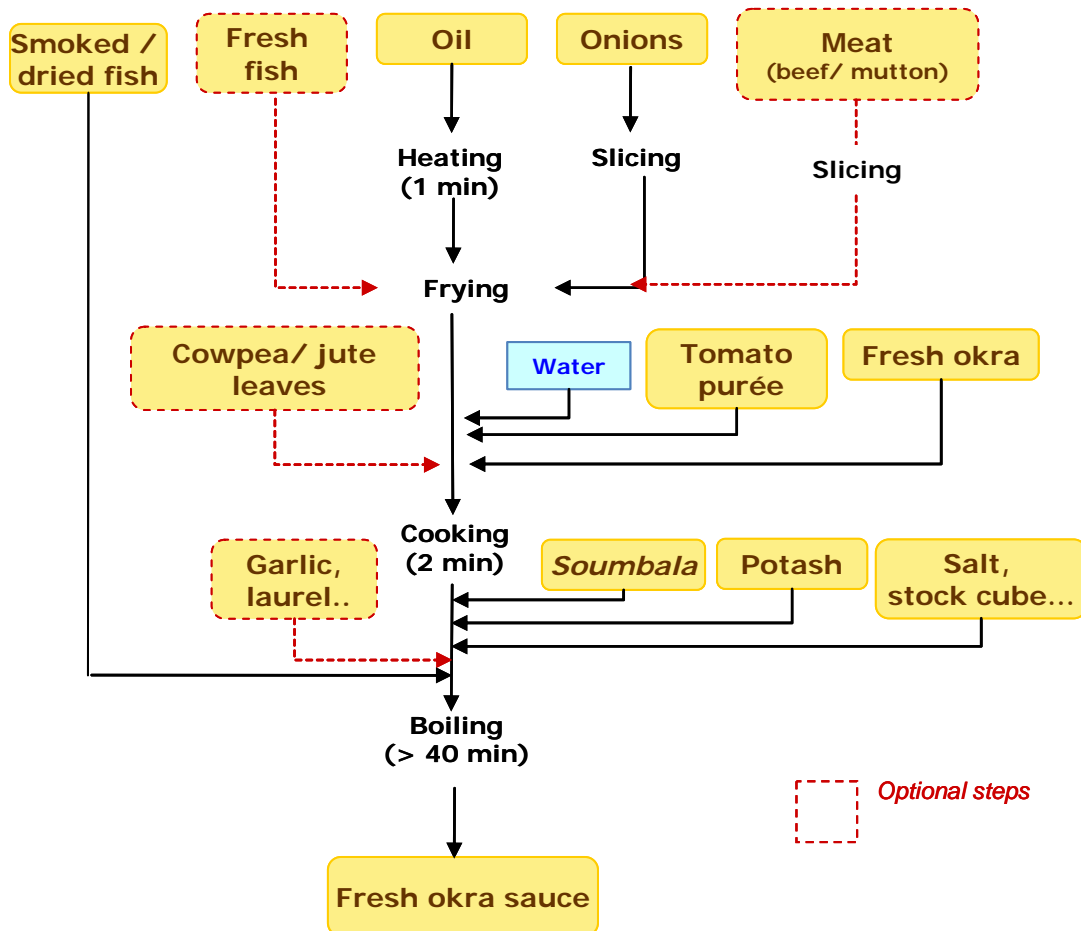 Smoked /
dried fish
Fresh
fish
Oil
Onions
Meat
(beef/ mutton)
Heating
(1 min)
Slicing
Slicing
Frying
Cowpea/ jute
leaves
Water
Tomato
purée
Fresh okra
Cooking
(2 min)
Garlic,
laurel..
Soumbala
Potash
Salt,
stock cube...
Boiling
(> 40 min)
Optional steps
Fresh okra sauce